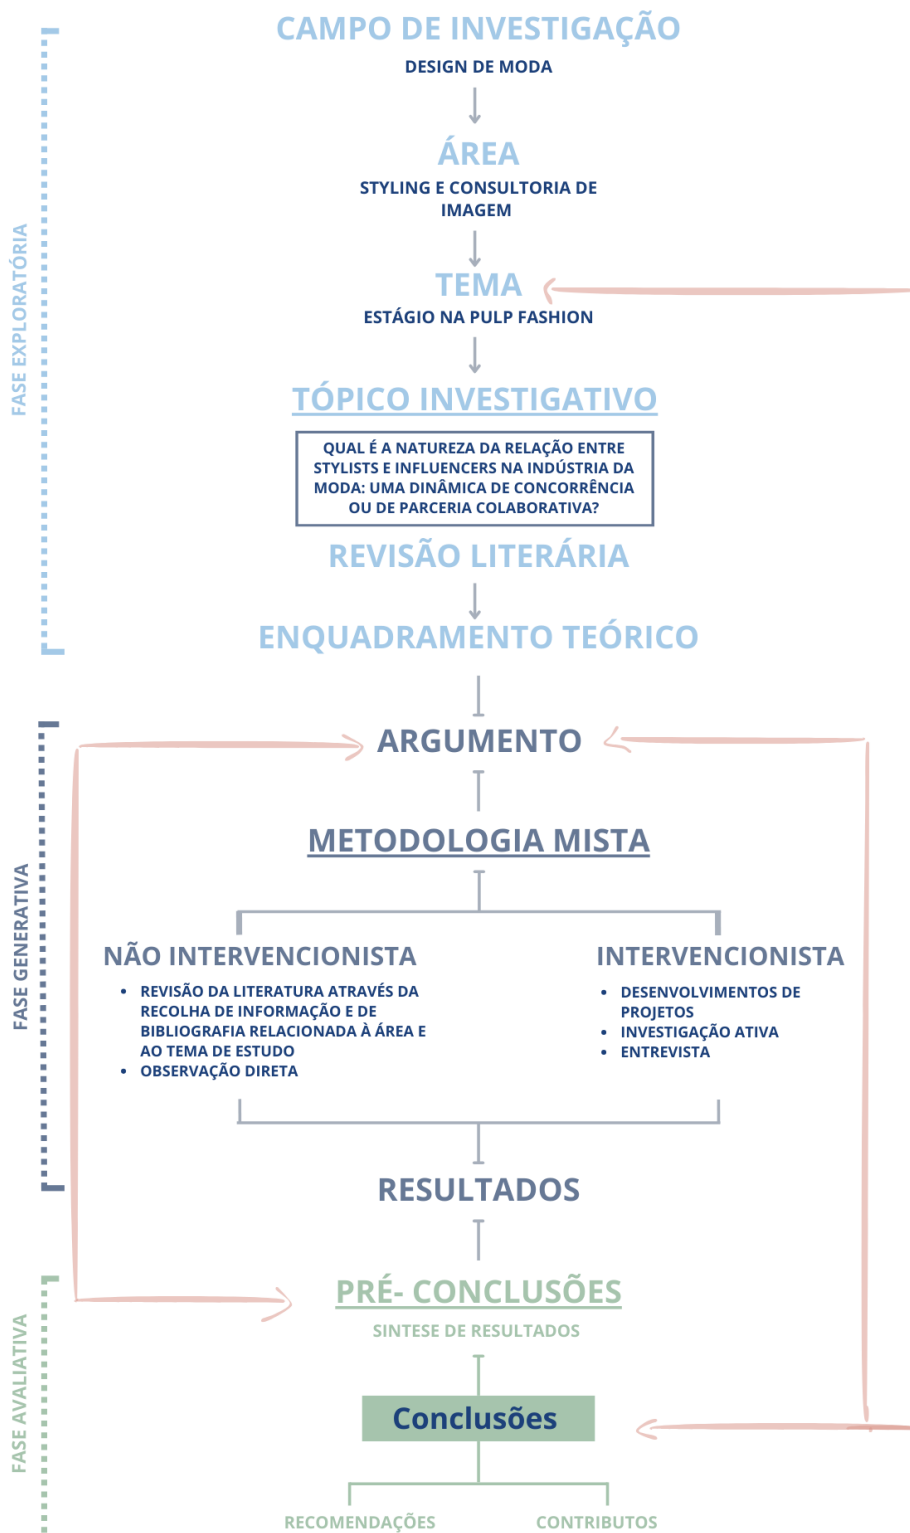 CAMPO DE INVESTIGAÇÃO
DESIGN DE MODA
ÁREA
STYLING E CONSULTORIA DE
IMAGEM
FASE EXPLORATÓRIA
TEMA
ESTÁGIO NA PULP FASHION
TÓPICO INVESTIGATIVO
QUAL É A NATUREZA DA RELAÇÃO ENTRE
STYLISTS E INFLUENCERS NA INDÚSTRIA DA
MODA: UMA DINÂMICA DE CONCORRÊNCIA
OU DE PARCERIA COLABORATIVA?
REVISÃO LITERÁRIA
ENQUADRAMENTO TEÓRICO
ARGUMENTO
METODOLOGIA MISTA
FASE GENERATIVA
NÃO INTERVENCIONISTA
• REVISÃO DA LITERATURA ATRAVÉS DA
RECOLHA DE INFORMAÇÃO E DE
BIBLIOGRAFIA RELACIONADA À ÁREA E
AO TEMA DE ESTUDO
• OBSERVAÇÃO DIRETA
INTERVENCIONISTA
• DESENVOLVIMENTOS DE
PROJETOS
• INVESTIGAÇÃO ATIVA
• ENTREVISTA
RESULTADOS
PRÉ- CONCLUSÕES
SINTESE DE RESULTADOS
FASE AVALIATIVA
Conclusões
RECOMENDAÇÕES
CONTRIBUTOS